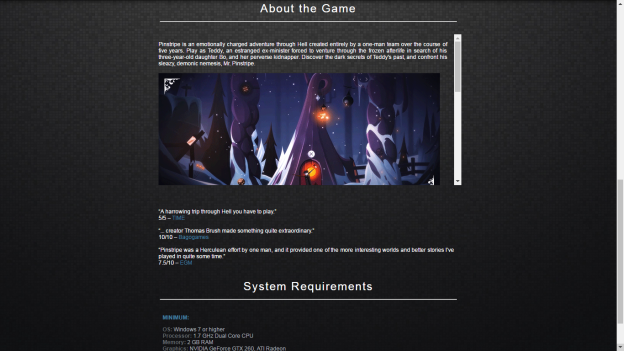 About the Game
Pinstripe is an emotionally charged adventure through Hell created entirely by a one-man team over the course of
five years. Play as Teddy, an estranged ex-minister forced to venture through the frozen afterlife in search of his
three-year-old daughter Bo, and her perverse kidnapper. Discover the dark secrets of Teddy's past, and confront his
sleazy, demonic nemesis, Mr. Pinstripe.
"A harrowing trip through Hell you have to play."
5/5 – TIME
"... creator Thomas Brush made something quite extraordinary."
10/10 – Bagogames
"Pinstripe was a Herculean effort by one man, and it provided one of the more interesting worlds and better stories I've
played in quite some time."
7.5/10 – EGM
System Requirements
MINIMUM:
OS: Windows 7 or higher
Processor: 1.7 GHz Dual Core CPU
Memory: 2 GB RAM
Graphics: NVIDIA GeForce GTX 260, ATI Radeon